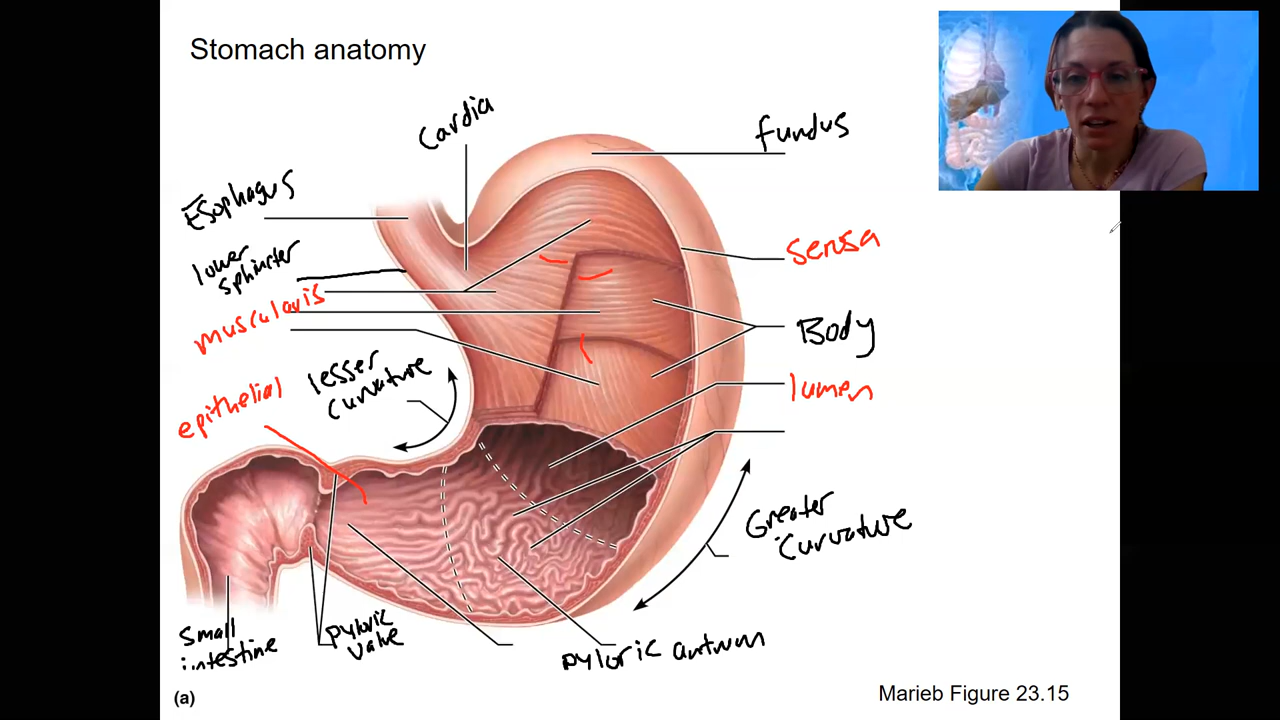 Stomach anatomy
Cardia
fundus
Esophagus
lower
sphincter
muscularis
serosa
Body
lesser
curvature
epithelial
lumen
Greater
Curvature
small
intestine
pyloric
valve
pyloric antrum
(a)
Marieb Figure 23.15